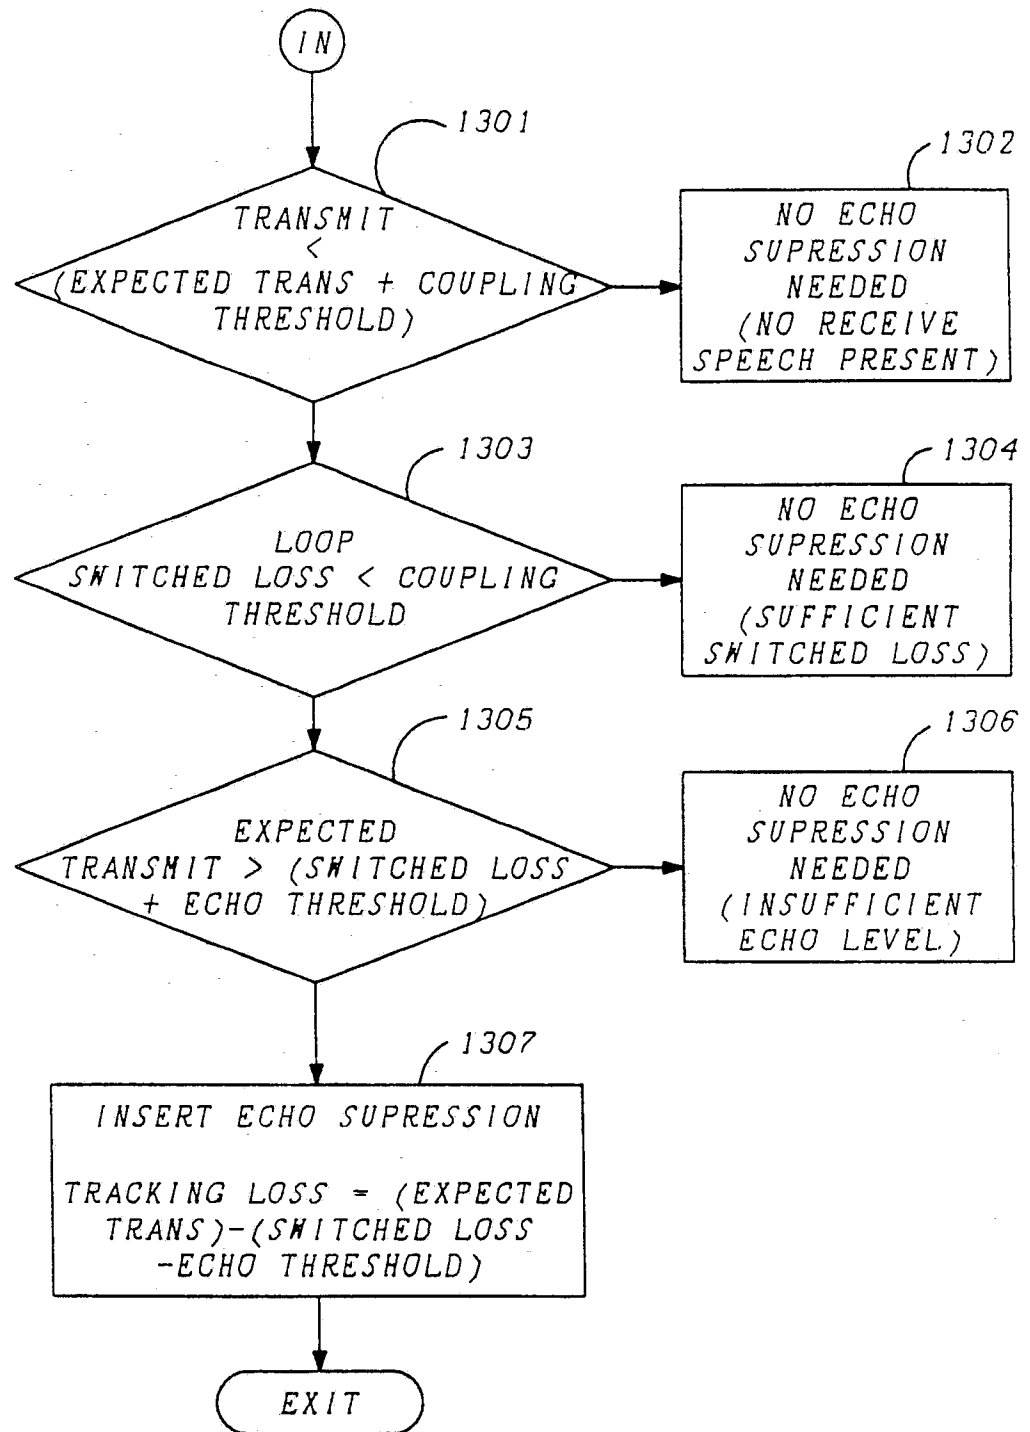 IN
1301
TRANSMIT
<
(EXPECTED TRANS + COUPLING
THRESHOLD)
1302
NO ECHO
SUPRESSION
NEEDED
(NO RECEIVE
SPEECH PRESENT)
1303
LOOP
SWITCHED LOSS < COUPLING
THRESHOLD
1304
NO ECHO
SUPRESSION
NEEDED
(SUFFICIENT
SWITCHED LOSS)
1305
EXPECTED
TRANSMIT > (SWITCHED LOSS
+ ECHO THRESHOLD)
1306
NO ECHO
SUPRESSION
NEEDED
(INSUFFICIENT
ECHO LEVEL)
1307
INSERT ECHO SUPRESSION
TRACKING LOSS = (EXPECTED
TRANS)-(SWITCHED LOSS
-ECHO THRESHOLD)
EXIT